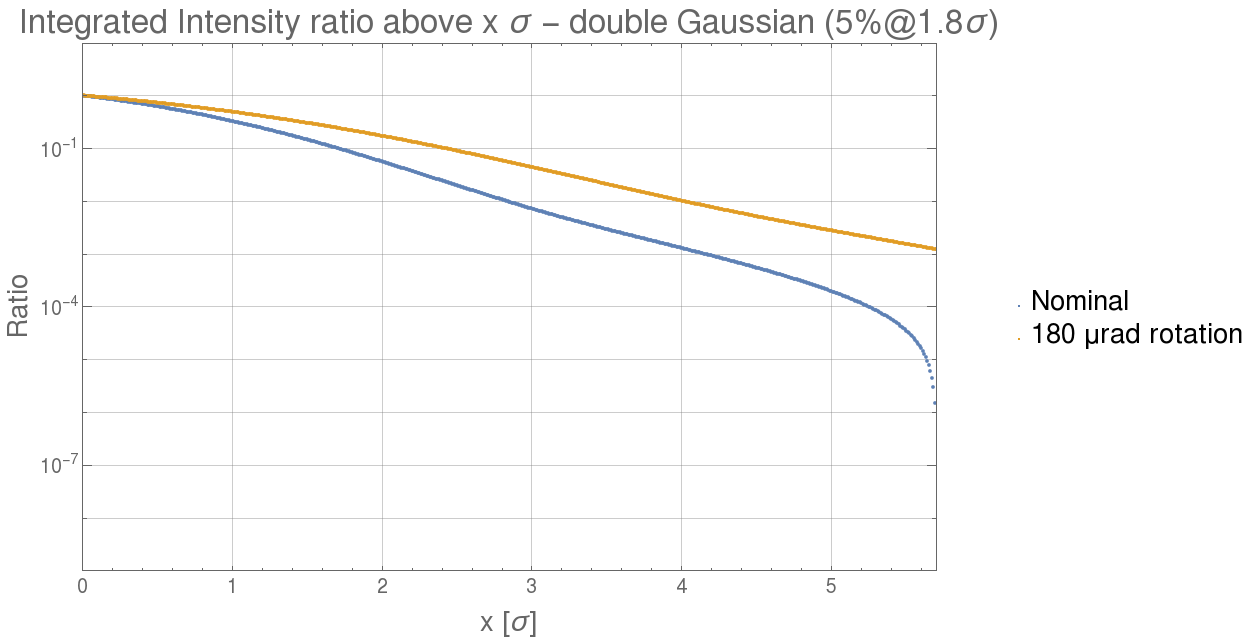 Integrated Intensity ratio above x σ – double Gaussian (5%@1.8σ)
Ratio
10⁻¹
10⁻⁴
10⁻⁷
0 1 2 3 4 5
x [σ]
Nominal
180 μrad rotation